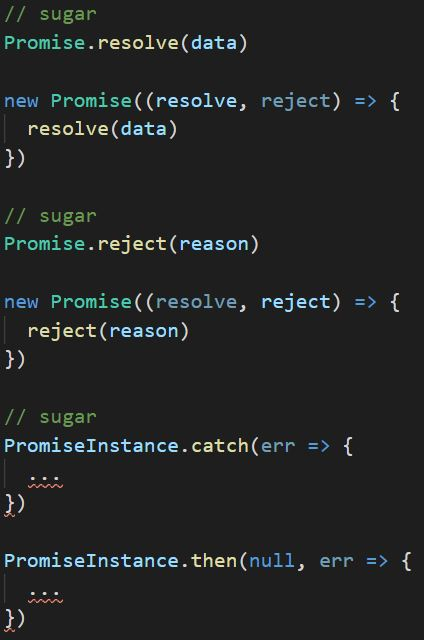 // sugar
Promise.resolve(data)
new Promise((resolve, reject) => {
  resolve(data)
})
// sugar
Promise.reject(reason)
new Promise((resolve, reject) => {
  reject(reason)
})
// sugar
PromiseInstance.catch(err => {
  ...
})
PromiseInstance.then(null, err => {
  ...
})